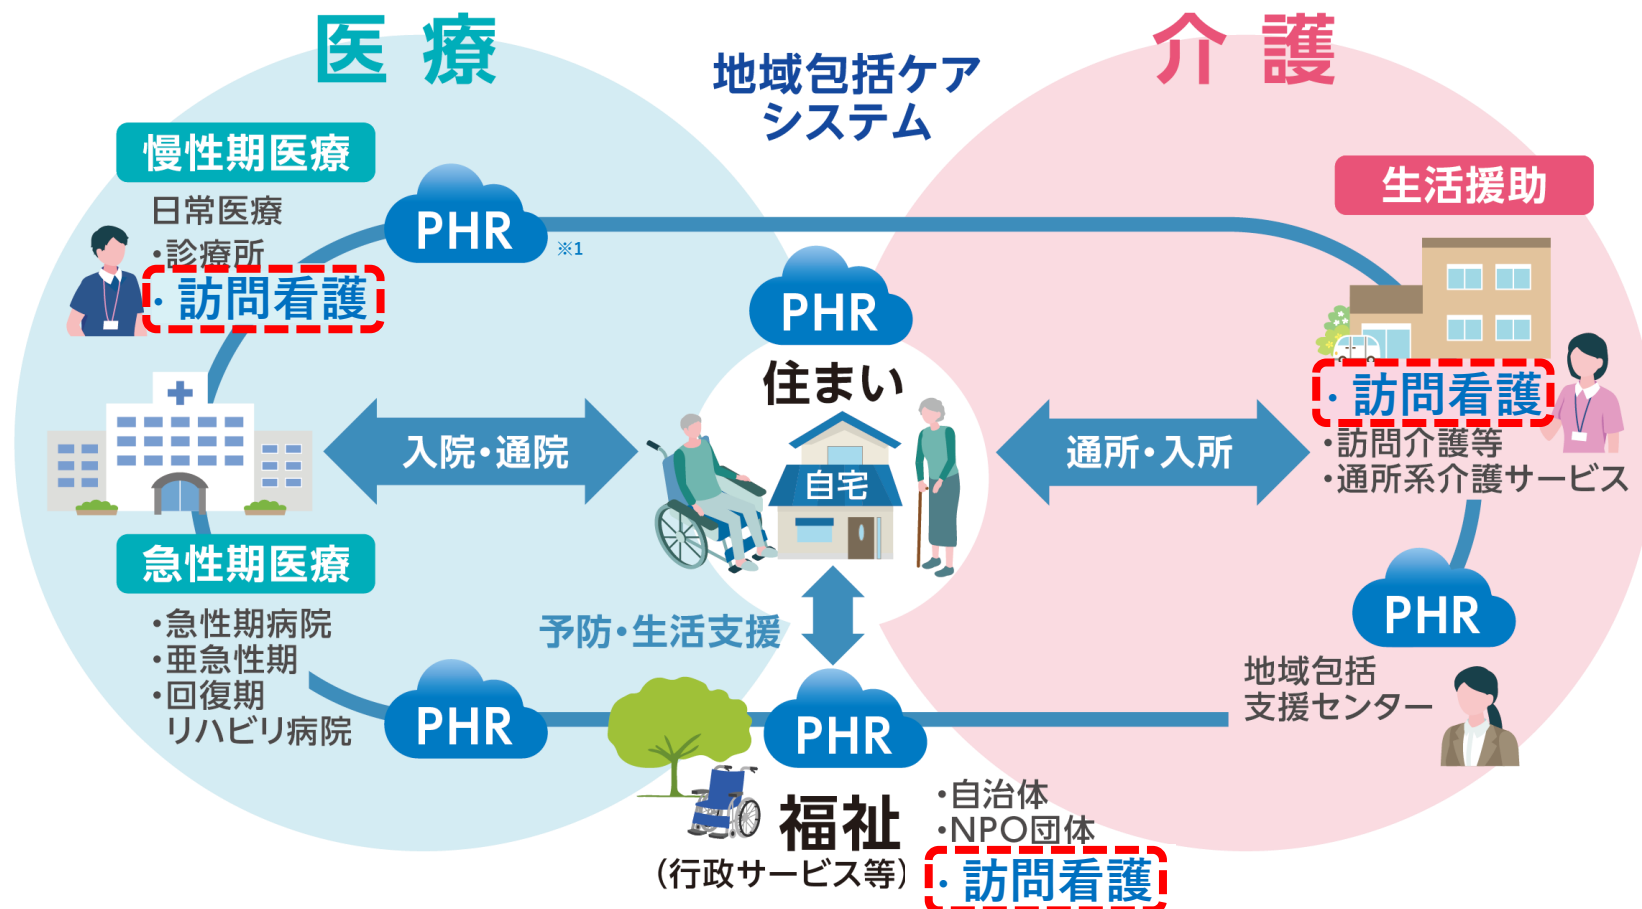 医療
介護
地域包括ケア
システム
慢性期医療
日常医療
・診療所
・訪問看護
PHR
※1
PHR
生活援助
・訪問看護
・訪問介護等
・通所系介護サービス
住まい
自宅
入院・通院
通所・入所
急性期医療
・急性期病院
・亜急性期
・回復期
リハビリ病院
予防・生活支援
PHR
PHR
PHR
地域包括
支援センター
福祉
(行政サービス等)
・自治体
・NPO団体
・訪問看護